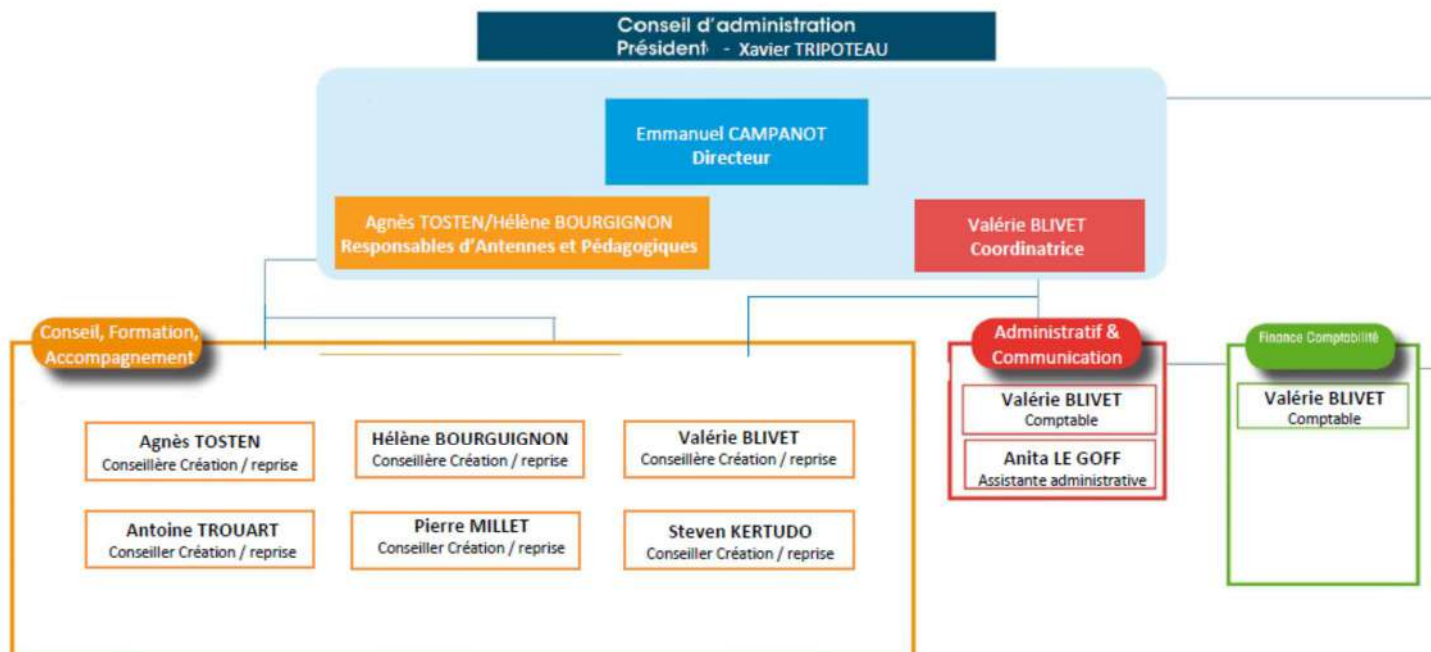 Conseil d'administration
Président - Xavier TRIPOTEAU
Emmanuel CAMPANOT
Directeur
Agnès TOSTEN/Hélène BOURGIGNON
Responsables d'Antennes et Pédagogiques
Valérie BLIVET
Coordinatrice
Conseil, Formation,
Accompagnement
Agnès TOSTEN
Conseillère Création / reprise
Hélène BOURGUIGNON
Conseillère Création / reprise
Valérie BLIVET
Conseillère Création / reprise
Antoine TROUART
Conseiller Création / reprise
Pierre MILLET
Conseiller Création / reprise
Steven KERTUDO
Conseiller Création / reprise
Administratif &
Communication
Valérie BLIVET
Comptable
Anita LE GOFF
Assistante administrative
Finance Comptabilité
Valérie BLIVET
Comptable